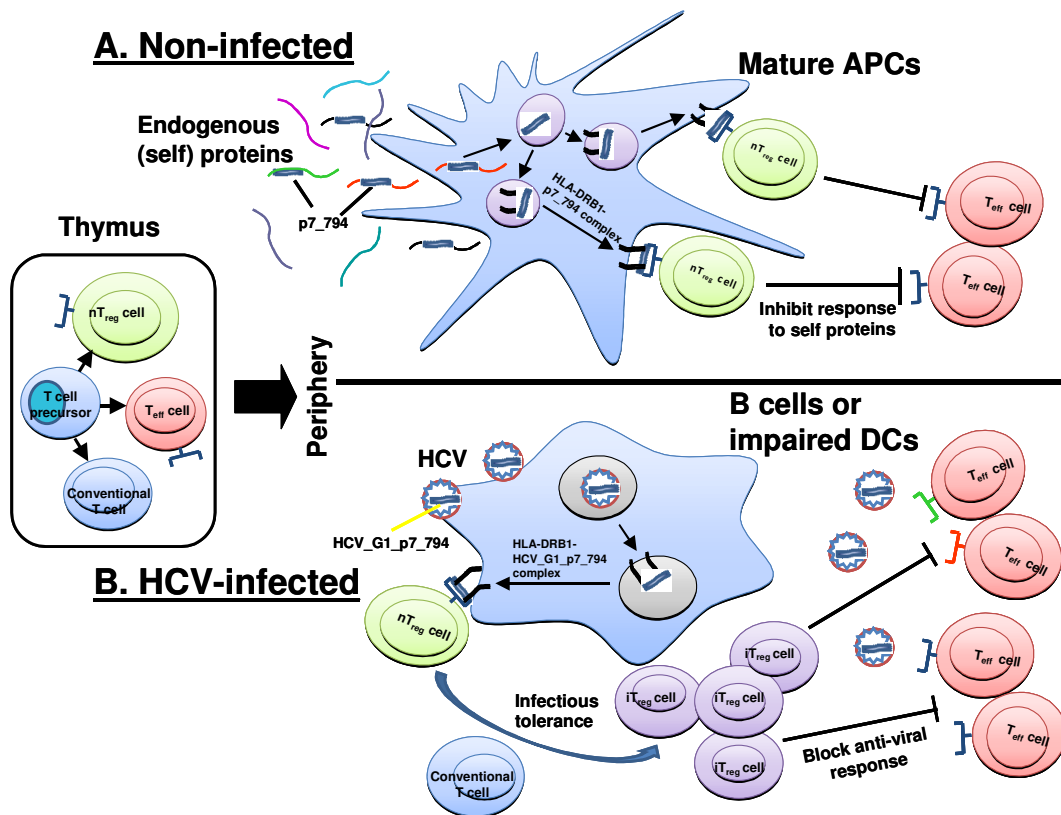 A. Non-infected
Mature APCs
Endogenous
(self) proteins
p7_794
HLA-DRB1-
p7_794 complex
nTreg cell
Teff cell
nTreg cell
Teff cell
Inhibit response
to self proteins
Thymus
nTreg cell
T cell
precursor
Teff cell
Conventional
T cell
Periphery
B cells or
impaired DCs
HCV
HCV_G1_p7_794
HLA-DRB1-
HCV_G1_p7_794
complex
B. HCV-infected
nTreg cell
Infectious
tolerance
Conventional
T cell
iTreg cell
iTreg cell
iTreg cell
iTreg cell
Teff cell
Teff cell
Teff cell
Teff cell
Block anti-viral
response